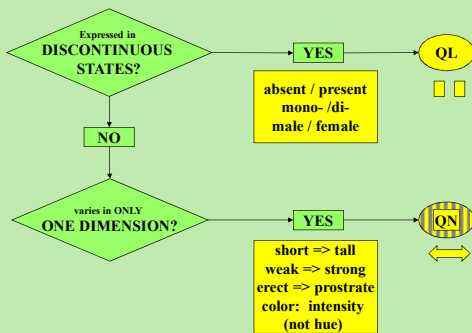 Expressed in
DISCONTINUOUS
STATES?
YES
QL
absent / present
mono- /di-
male / female
NO
varies in ONLY
ONE DIMENSION?
YES
QN
short => tall
weak => strong
erect => prostrate
color: intensity
(not hue)